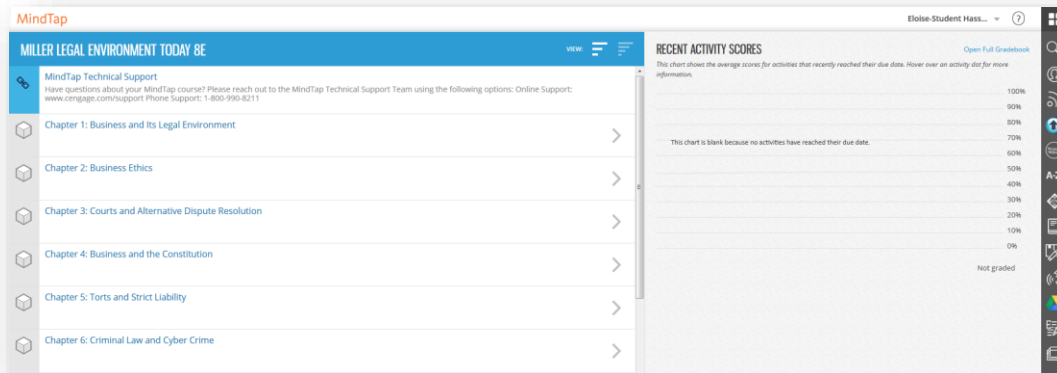 MindTap
Eloise-Student Hass...
?
MILLER LEGAL ENVIRONMENT TODAY 8E
VIEW:
MindTap Technical Support
Have questions about your MindTap course? Please reach out to the MindTap Technical Support Team using the following options: Online Support:
www.cengage.com/support Phone Support: 1-800-990-8211
Chapter 1: Business and Its Legal Environment
Chapter 2: Business Ethics
Chapter 3: Courts and Alternative Dispute Resolution
Chapter 4: Business and the Constitution
Chapter 5: Torts and Strict Liability
Chapter 6: Criminal Law and Cyber Crime
RECENT ACTIVITY SCORES
Open Full Gradebook
This chart shows the average scores for activities that recently reached their due date. Hover over an activity dot for more
information.
100%
90%
80%
70%
This chart is blank because no activities have reached their due date.
60%
50%
40%
30%
20%
10%
0%
Not graded
A-Z